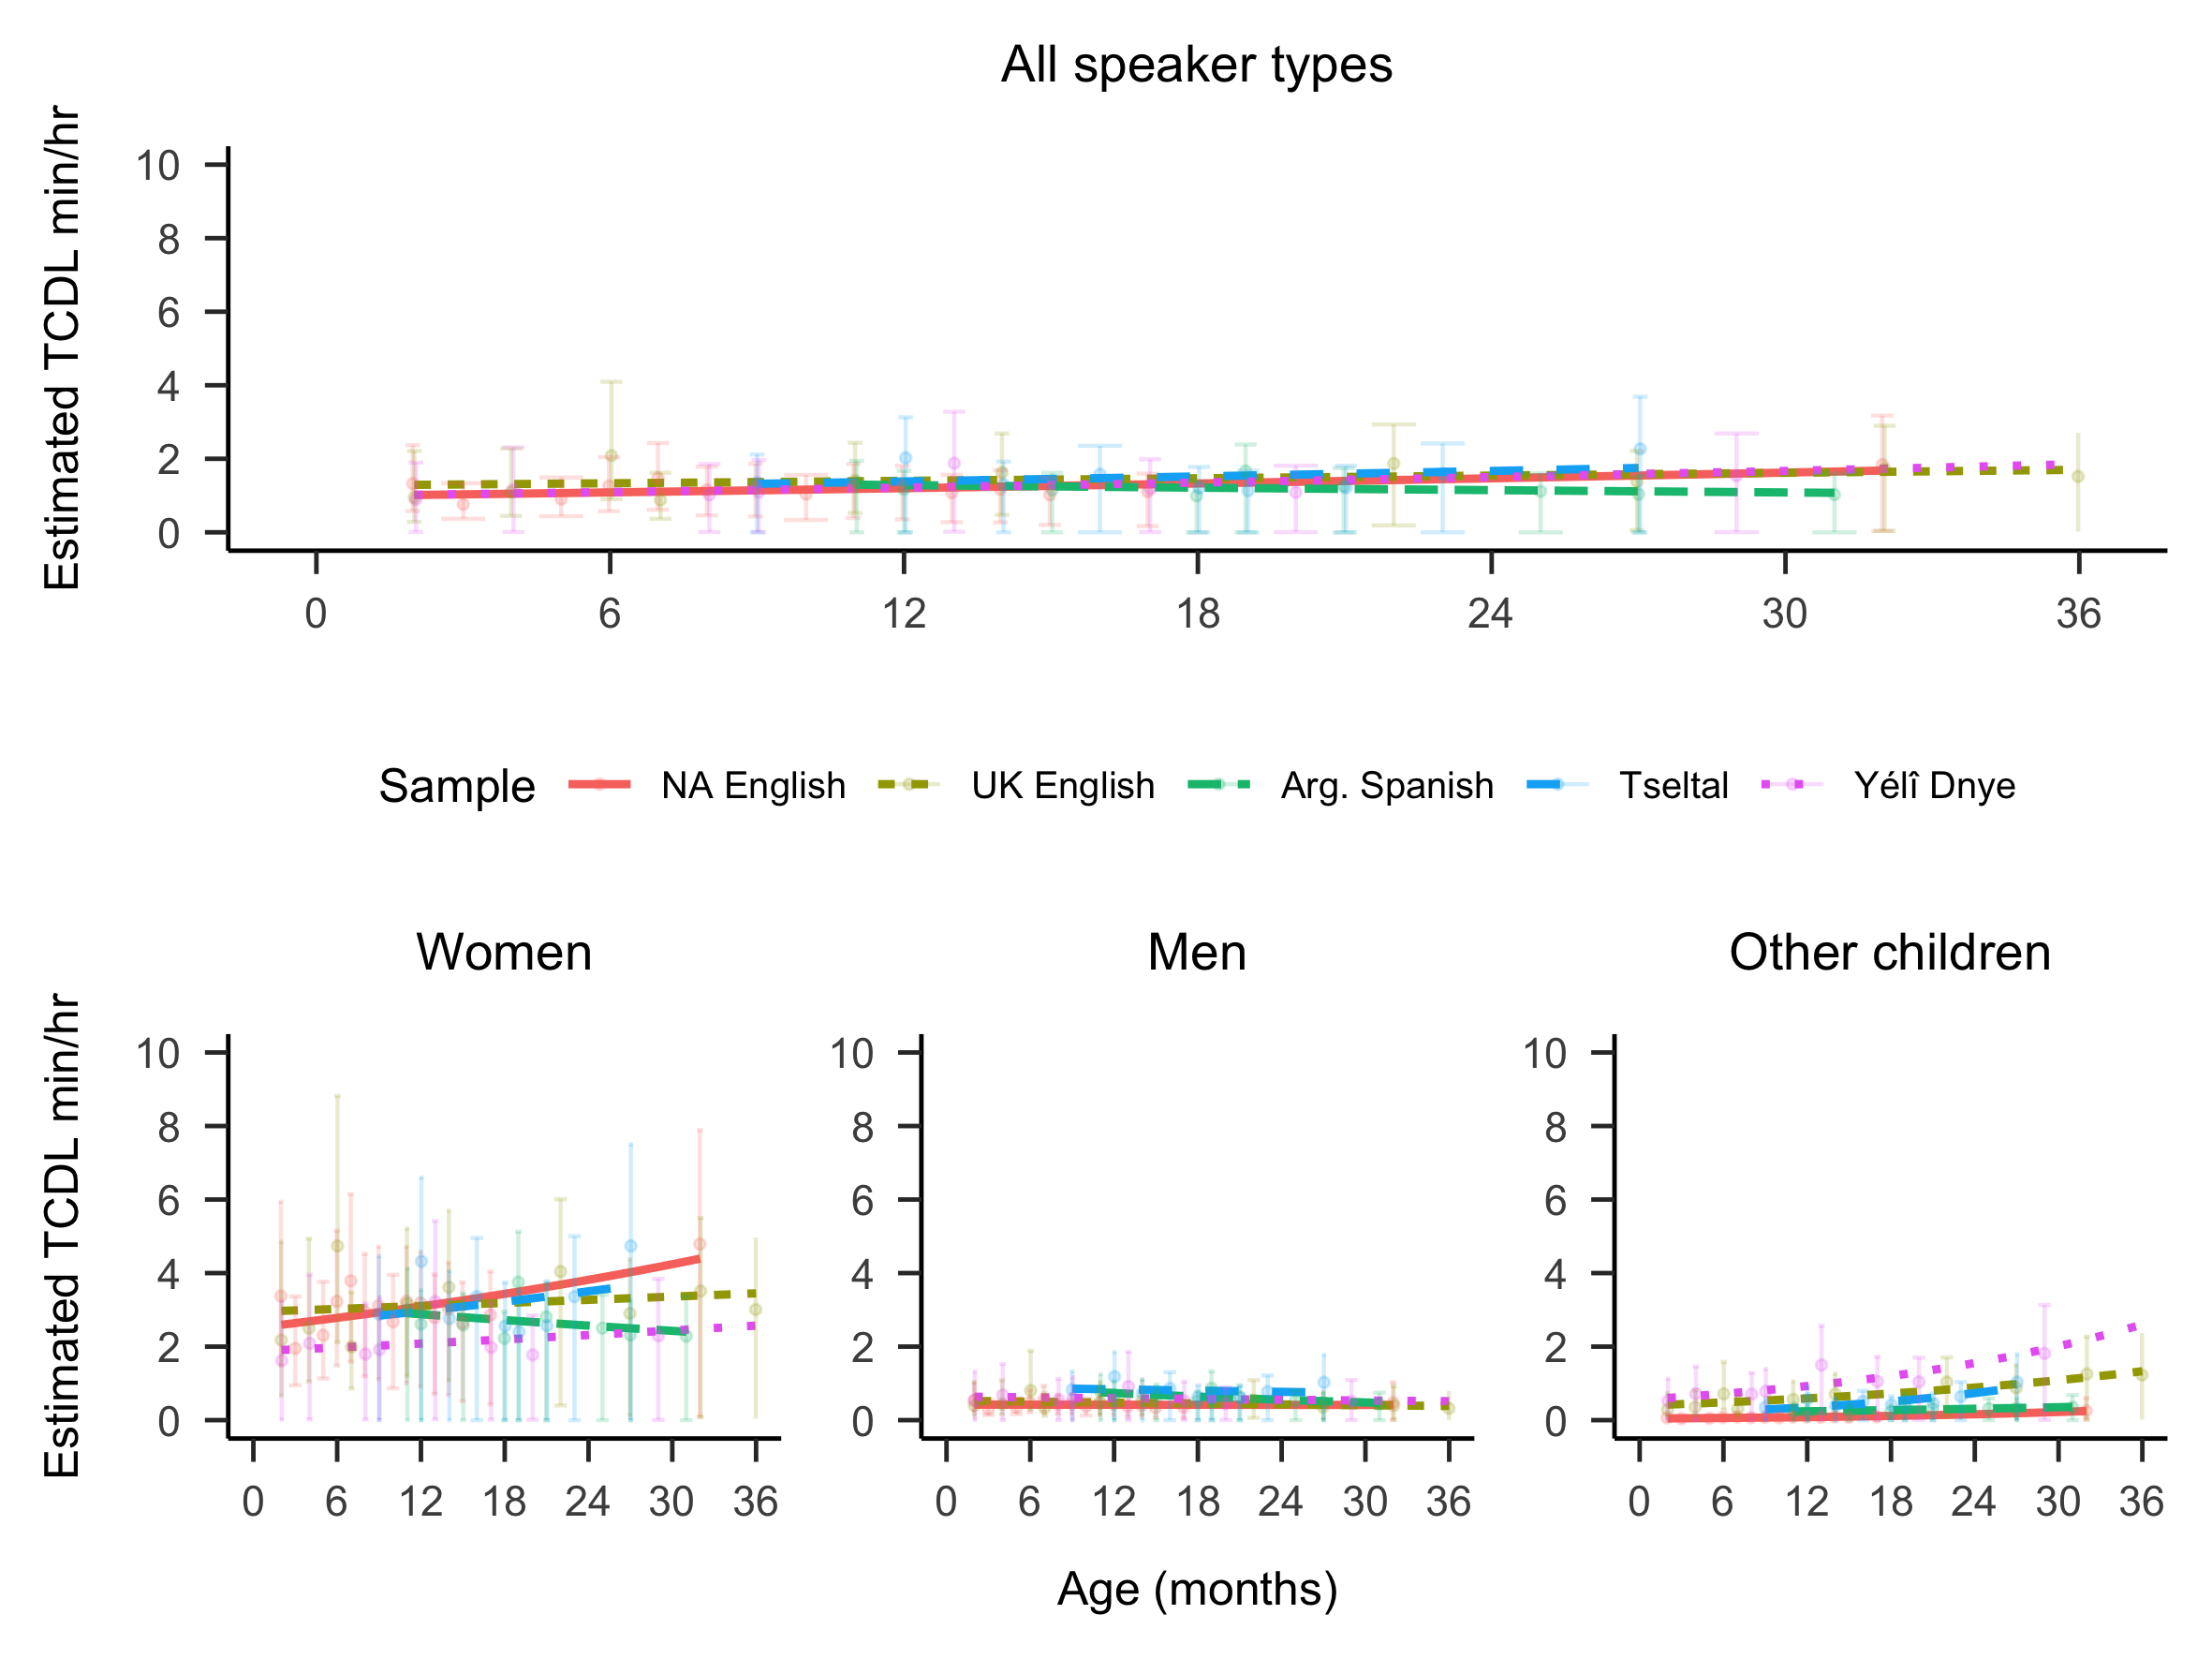 All speaker types
Estimated TCDL min/hr
10
8
6
4
2
0
0 6 12 18 24 30 36
Sample NA English UK English Arg. Spanish Tseltal Yélî Dnye
Women Men Other children
Estimated TCDL min/hr
10 10 10
8 8 8
6 6 6
4 4 4
2 2 2
0 0 0
0 6 12 18 24 30 36 0 6 12 18 24 30 36 0 6 12 18 24 30 36
Age (months)